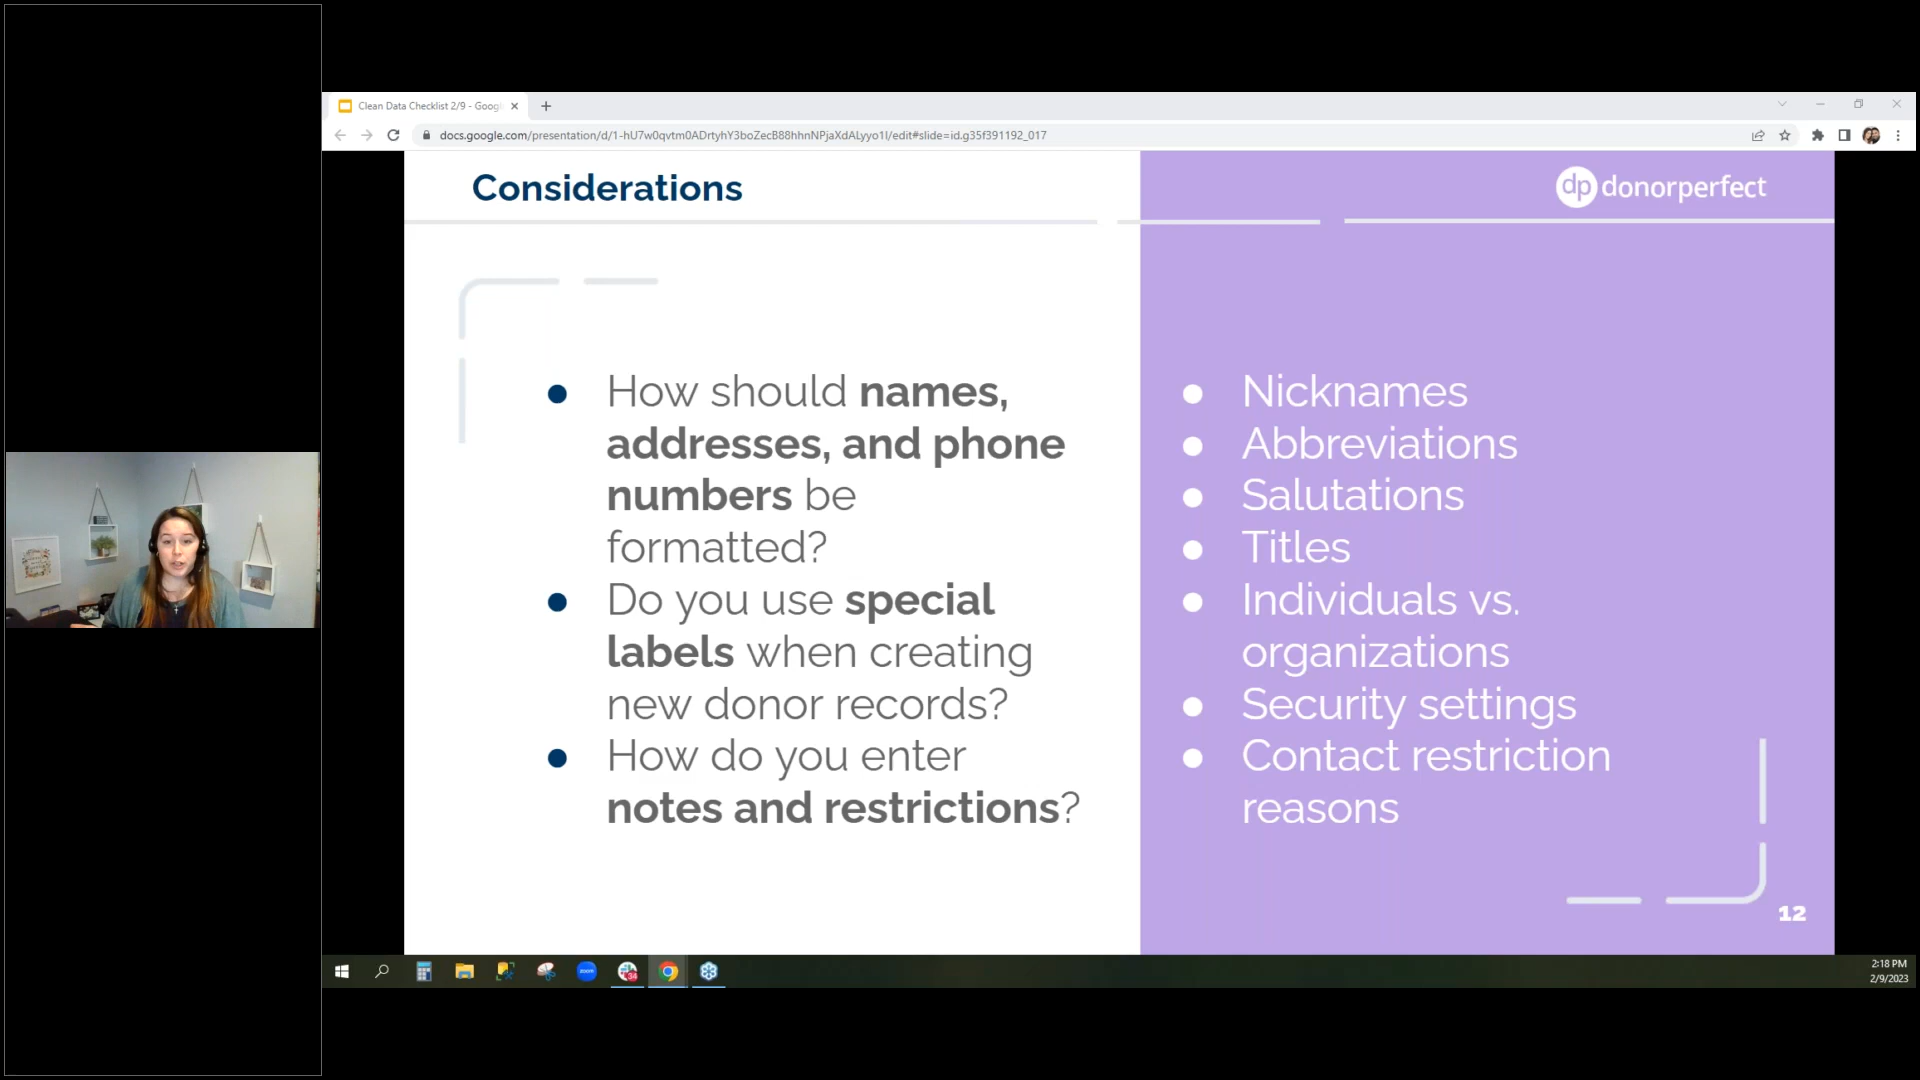 Clean Data Checklist 2/9 - Goog
docs.google.com/presentation/d/1-hU7w0qvtm0ADrtyhY3boZecB88hhnNPjaXdALyyo1I/edit#slide=id.g35f391192_017
Considerations
dp donorperfect
How should names,
addresses, and phone
numbers be
formatted?
Do you use special
labels when creating
new donor records?
How do you enter
notes and restrictions?
Nicknames
Abbreviations
Salutations
Titles
Individuals vs.
organizations
Security settings
Contact restriction
reasons
12
zoom
34
2:18 PM
2/9/2023